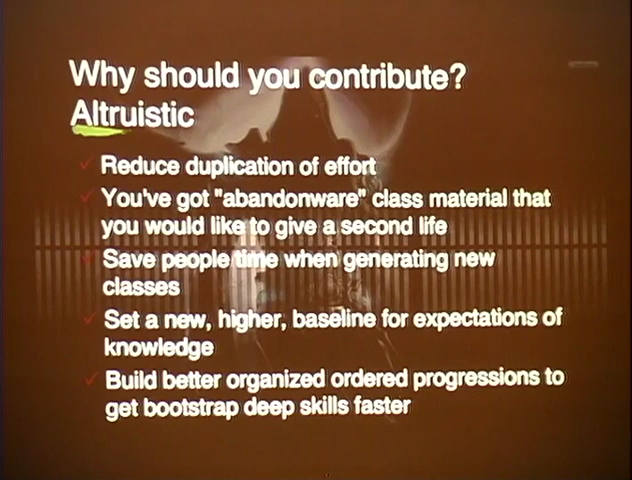 Why should you contribute?
Altruistic
Reduce duplication of effort
You've got "abandonware" class material that
you would like to give a second life
Save people time when generating new
classes
Set a new, higher, baseline for expectations of
knowledge
Build better organized ordered progressions to
get bootstrap deep skills faster